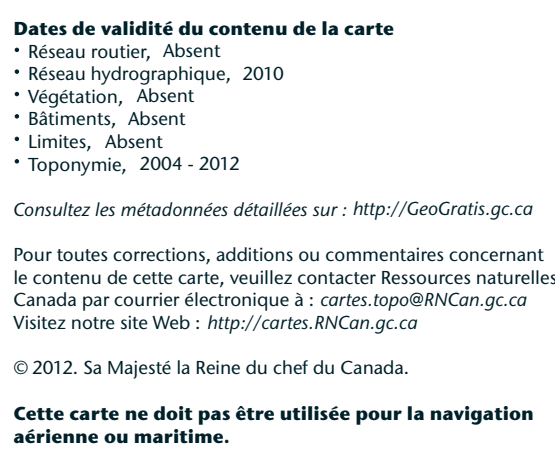 Dates de validité du contenu de la carte
• Réseau routier, Absent
• Réseau hydrographique, 2010
• Végétation, Absent
• Bâtiments, Absent
• Limites, Absent
• Toponymie, 2004 - 2012
Consultez les métadonnées détaillées sur : http://GeoGratis.gc.ca
Pour toutes corrections, additions ou commentaires concernant
le contenu de cette carte, veuillez contacter Ressources naturelles
Canada par courrier électronique à : cartes.topo@RNCan.gc.ca
Visitez notre site Web : http://cartes.RNCan.gc.ca
© 2012. Sa Majesté la Reine du chef du Canada.
Cette carte ne doit pas être utilisée pour la navigation
aérienne ou maritime.